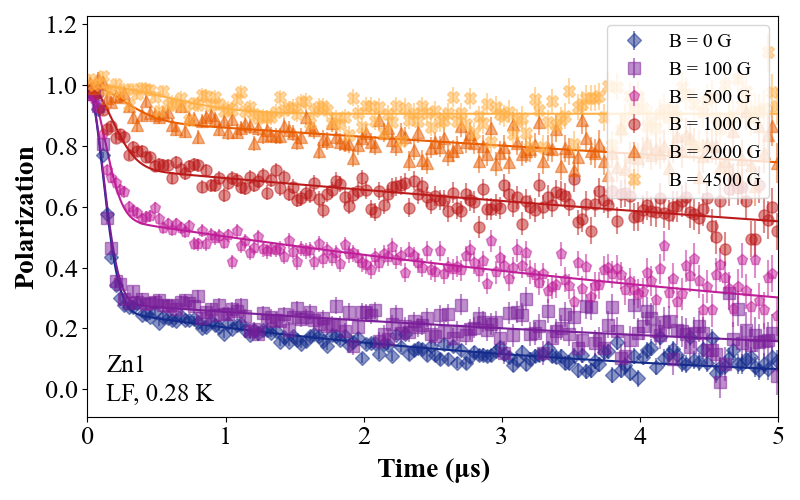 1.2
1.0
0.8
0.6
0.4
0.2
0.0
Polarization
B = 0 G
B = 100 G
B = 500 G
B = 1000 G
B = 2000 G
B = 4500 G
Zn1
LF, 0.28 K
0 1 2 3 4 5
Time (μs)